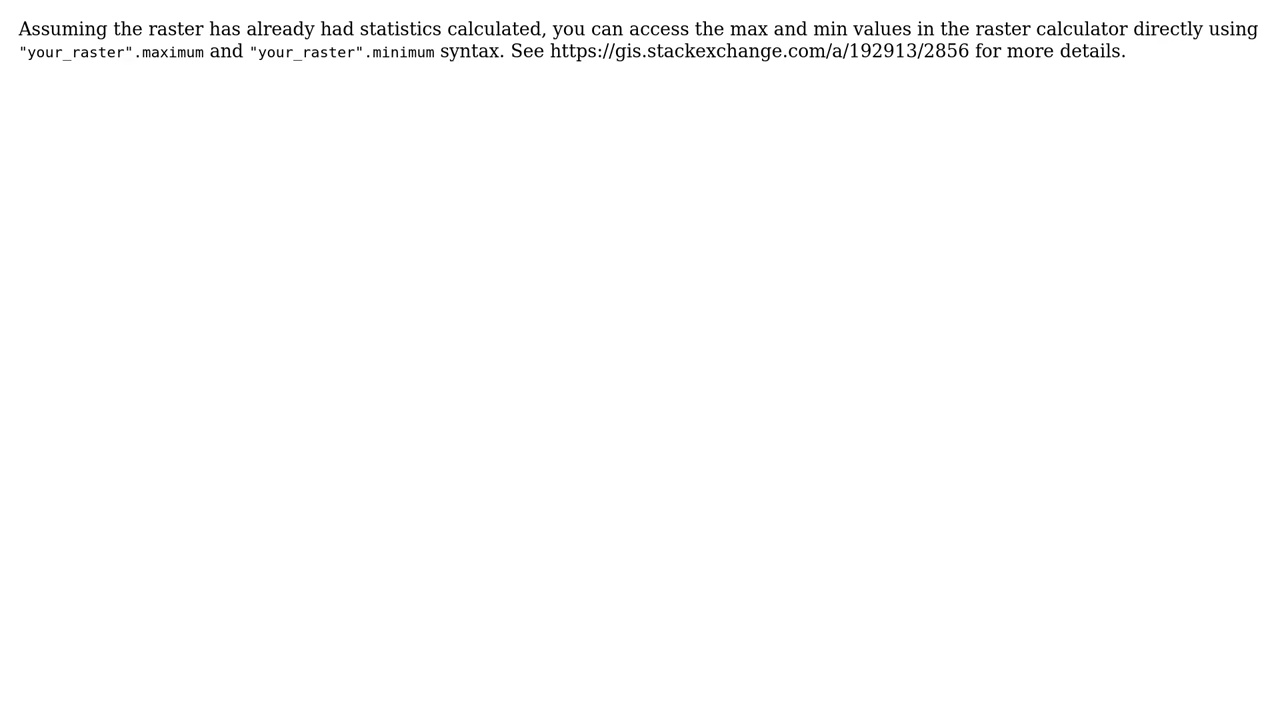 Assuming the raster has already had statistics calculated, you can access the max and min values in the raster calculator directly using
"your_raster".maximum and "your_raster".minimum syntax. See https://gis.stackexchange.com/a/192913/2856 for more details.